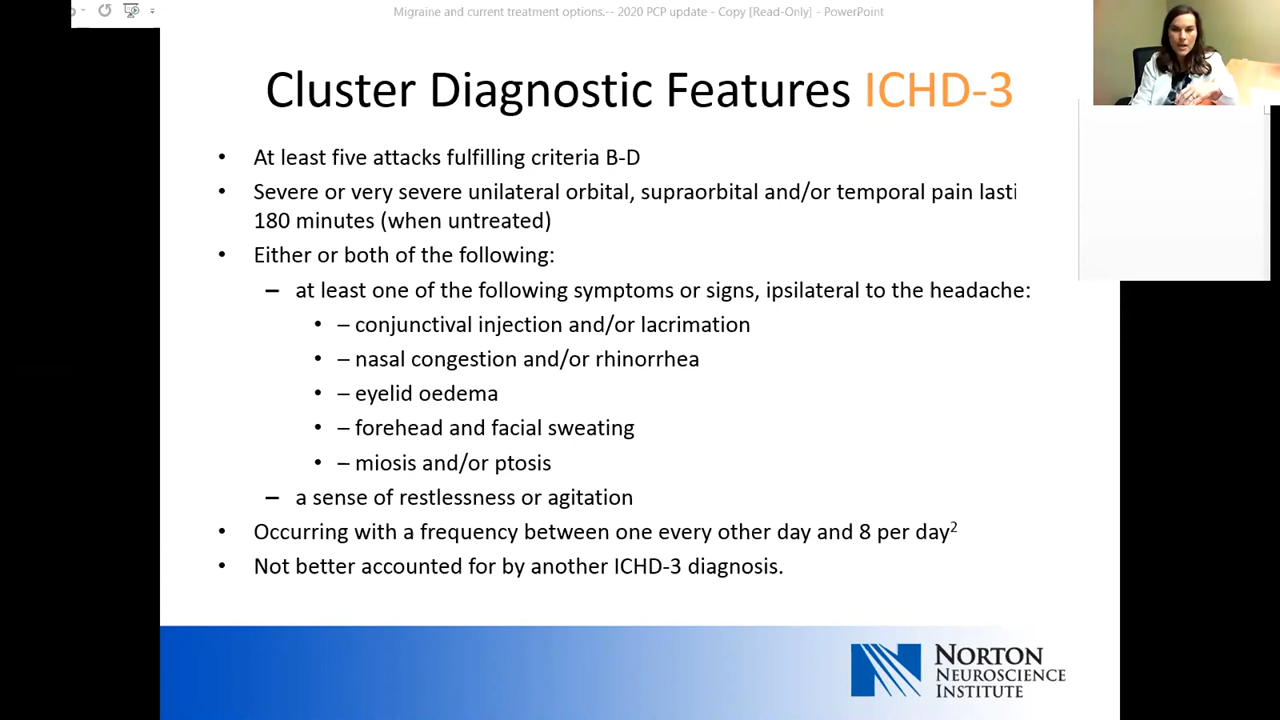 Migraine and current treatment options.-- 2020 PCP update - Copy [Read-Only] - PowerPoint
Cluster Diagnostic Features ICHD-3
• At least five attacks fulfilling criteria B-D
• Severe or very severe unilateral orbital, supraorbital and/or temporal pain lasti
180 minutes (when untreated)
• Either or both of the following:
– at least one of the following symptoms or signs, ipsilateral to the headache:
• – conjunctival injection and/or lacrimation
• – nasal congestion and/or rhinorrhea
• – eyelid oedema
• – forehead and facial sweating
• – miosis and/or ptosis
– a sense of restlessness or agitation
• Occurring with a frequency between one every other day and 8 per day²
• Not better accounted for by another ICHD-3 diagnosis.
NORTON
NEUROSCIENCE
INSTITUTE